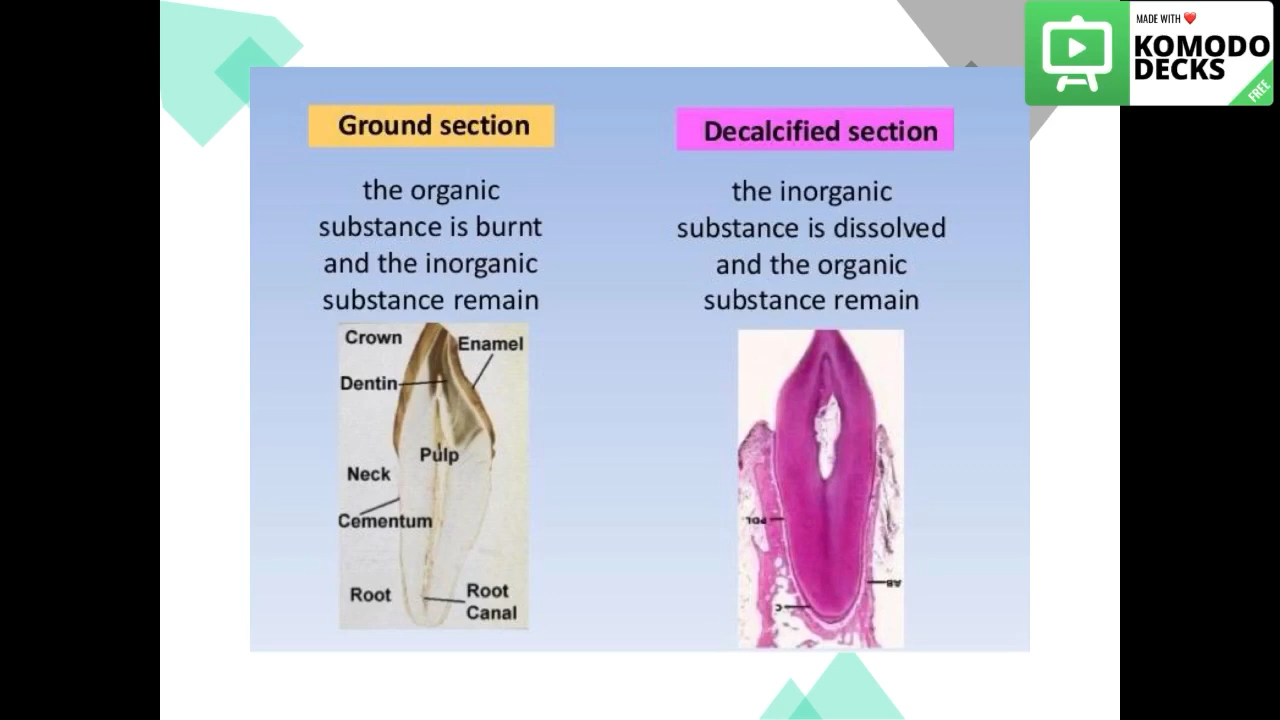 MADE WITH ❤️
KOMODO
DECKS
FREE
Ground section
the organic
substance is burnt
and the inorganic
substance remain
Crown
Enamel
Dentin
Pulp
Neck
Cementum
Root
Root
Canal
Decalcified section
the inorganic
substance is dissolved
and the organic
substance remain
PDL
AB
C